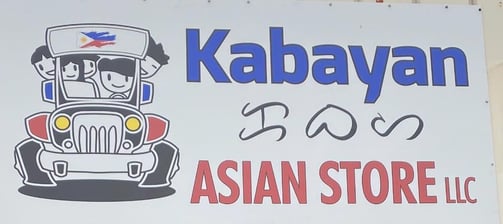 Kabayan
ᜃᜊᜌ
ASIAN STORE LLC